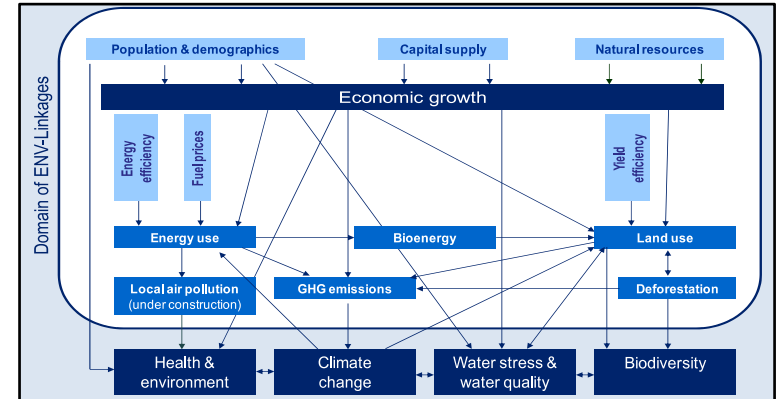 Domain of ENV-Linkages
Population & demographics
Capital supply
Natural resources
Economic growth
Energy
efficiency
Fuel prices
Yield
efficiency
Energy use
Bioenergy
Land use
Local air pollution
(under construction)
GHG emissions
Deforestation
Health &
environment
Climate
change
Water stress &
water quality
Biodiversity